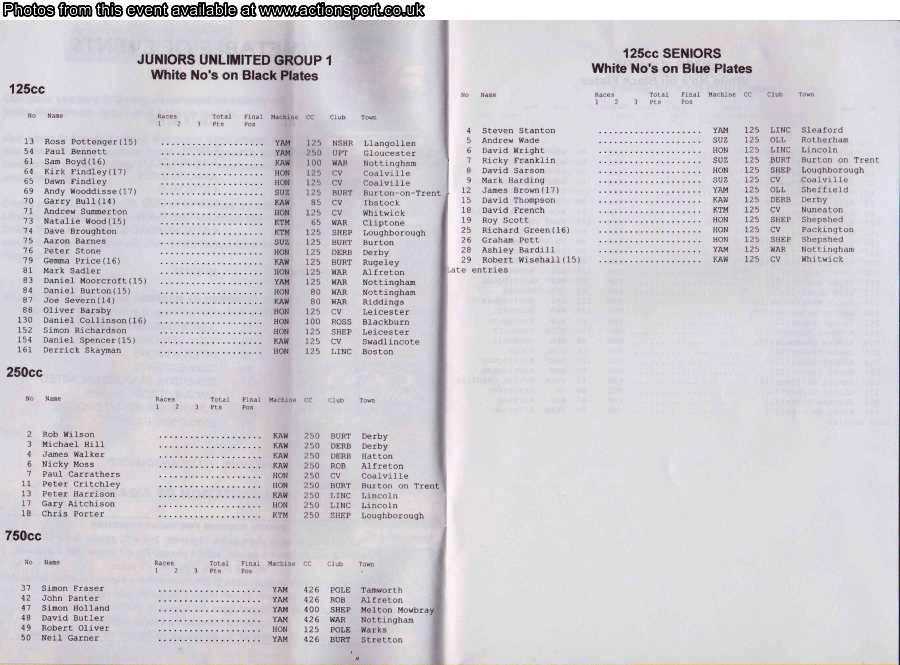 Photos from this event available at www.actionsport.co.uk
JUNIORS UNLIMITED GROUP 1
White No's on Black Plates
125cc
No Name Races Total Final Machine CC Club Town
1 2 3 Pts Pos
13 Ross Pottenger(15) ..................... YAM 125 NSHR Llangollen
54 Paul Bennett ..................... YAM 250 UPT Gloucester
61 Sam Boyd(16) ..................... KAW 100 WAR Nottingham
64 Kirk Findley(17) ..................... HON 125 CV Coalville
65 Dawn Findley ..................... HON 125 CV Coalville
69 Andy Wooddisse(17) ..................... SUZ 125 BURT Burton-on-Trent
70 Garry Bull(14) ..................... KAW 85 CV Ibstock
71 Andrew Summerton ..................... HON 125 CV Whitwick
73 Natalie Wood(15) ..................... KTM 65 WAR Cliptone
74 Dave Broughton ..................... KTM 125 SHEP Loughborough
75 Aaron Barnes ..................... SUZ 125 BURT Burton
76 Peter Stone ..................... HON 125 DERB Derby
79 Gemma Price(16) ..................... KAW 125 BURT Rugeley
81 Mark Sadler ..................... HON 125 WAR Alfreton
83 Daniel Moorcroft(15) ..................... YAM 125 WAR Nottingham
84 Daniel Burton(15) ..................... HON 80 WAR Nottingham
87 Joe Severn(14) ..................... KAW 80 WAR Riddings
88 Oliver Barsby ..................... HON 125 CV Leicester
130 Daniel Collinson(16) ..................... HON 100 ROSS Blackburn
152 Simon Richardson ..................... HON 125 SHEP Leicester
154 Daniel Spencer(15) ..................... KAW 125 CV Swadlincote
161 Derrick Skayman ..................... HON 125 LINC Boston
250cc
No Name Races Total Final Machine CC Club Town
1 2 3 Pts Pos
2 Rob Wilson ..................... KAW 250 BURT Derby
3 Michael Hill ..................... KAW 250 DERB Derby
4 James Walker ..................... KAW 250 DERB Hatton
6 Nicky Moss ..................... KAW 250 ROB Alfreton
7 Paul Carrathers ..................... HON 250 CV Coalville
11 Peter Critchley ..................... HON 250 BURT Burton on Trent
13 Peter Harrison ..................... KAW 250 LINC Lincoln
17 Gary Aitchison ..................... HON 250 LINC Lincoln
18 Chris Porter ..................... KTM 250 SHEP Loughborough
750cc
No Name Races Total Final Machine CC Club Town
1 2 3 Pts Pos
37 Simon Fraser ..................... YAM 426 POLE Tamworth
42 John Panter ..................... YAM 426 ROB Alfreton
47 Simon Holland ..................... YAM 400 SHEP Melton Mowbray
48 David Butler ..................... YAM 426 WAR Nottingham
49 Robert Oliver ..................... HON 125 POLE Warks
50 Neil Garner ..................... YAM 426 BURT Stretton
125cc SENIORS
White No's on Blue Plates
No Name Races Total Final Machine CC Club Town
1 2 3 Pts Pos
4 Steven Stanton ..................... YAM 125 LINC Sleaford
5 Andrew Wade ..................... SUZ 125 OLL Rotherham
6 David Wright ..................... HON 125 LINC Lincoln
7 Ricky Franklin ..................... SUZ 125 BURT Burton on Trent
8 David Sarson ..................... HON 125 SHEP Loughborough
9 Mark Harding ..................... SUZ 125 CV Coalville
12 James Brown(17) ..................... YAM 125 OLL Sheffield
15 David Thompson ..................... KAW 125 DERB Derby
18 David French ..................... KTM 125 CV Nuneaton
19 Roy Scott ..................... HON 125 SHEP Shepshed
25 Richard Green(16) ..................... HON 125 CV Packington
26 Graham Pett ..................... HON 125 SHEP Shepshed
28 Ashley Bardill ..................... YAM 125 WAR Nottingham
29 Robert Wisehall(15) ..................... KAW 125 CV Whitwick
Late entries